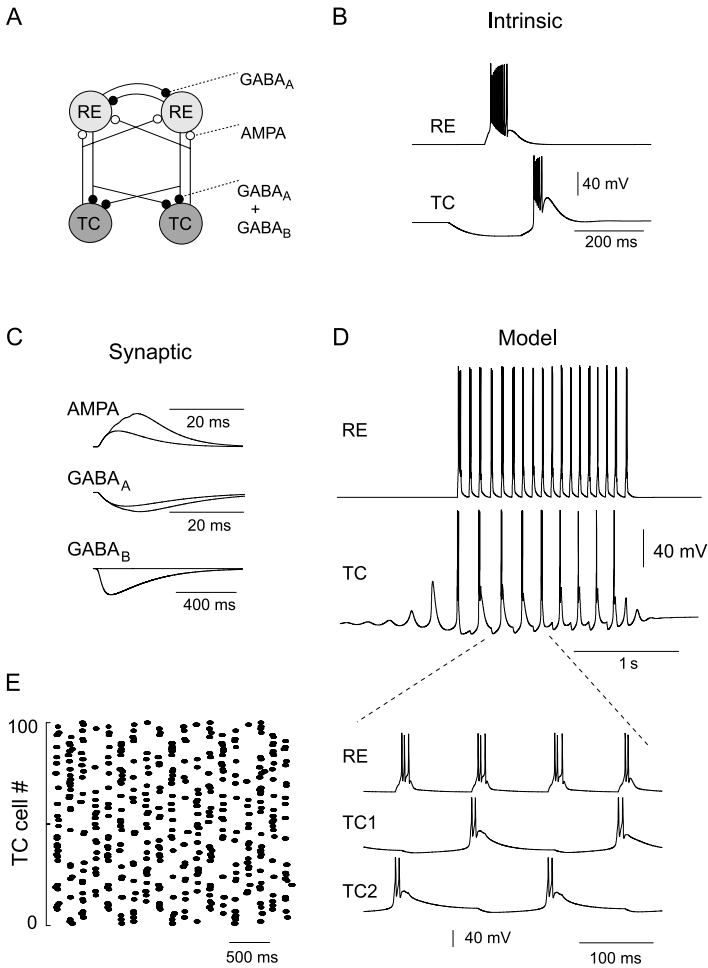 A
RE
RE
GABA_A
AMPA
GABA_A
+
GABA_B
TC
TC
B
Intrinsic
RE
TC
40 mV
200 ms
C
Synaptic
AMPA
20 ms
GABA_A
20 ms
GABA_B
400 ms
D
Model
RE
TC
40 mV
1 s
RE
TC1
TC2
40 mV
100 ms
E
100
TC cell #
0
500 ms